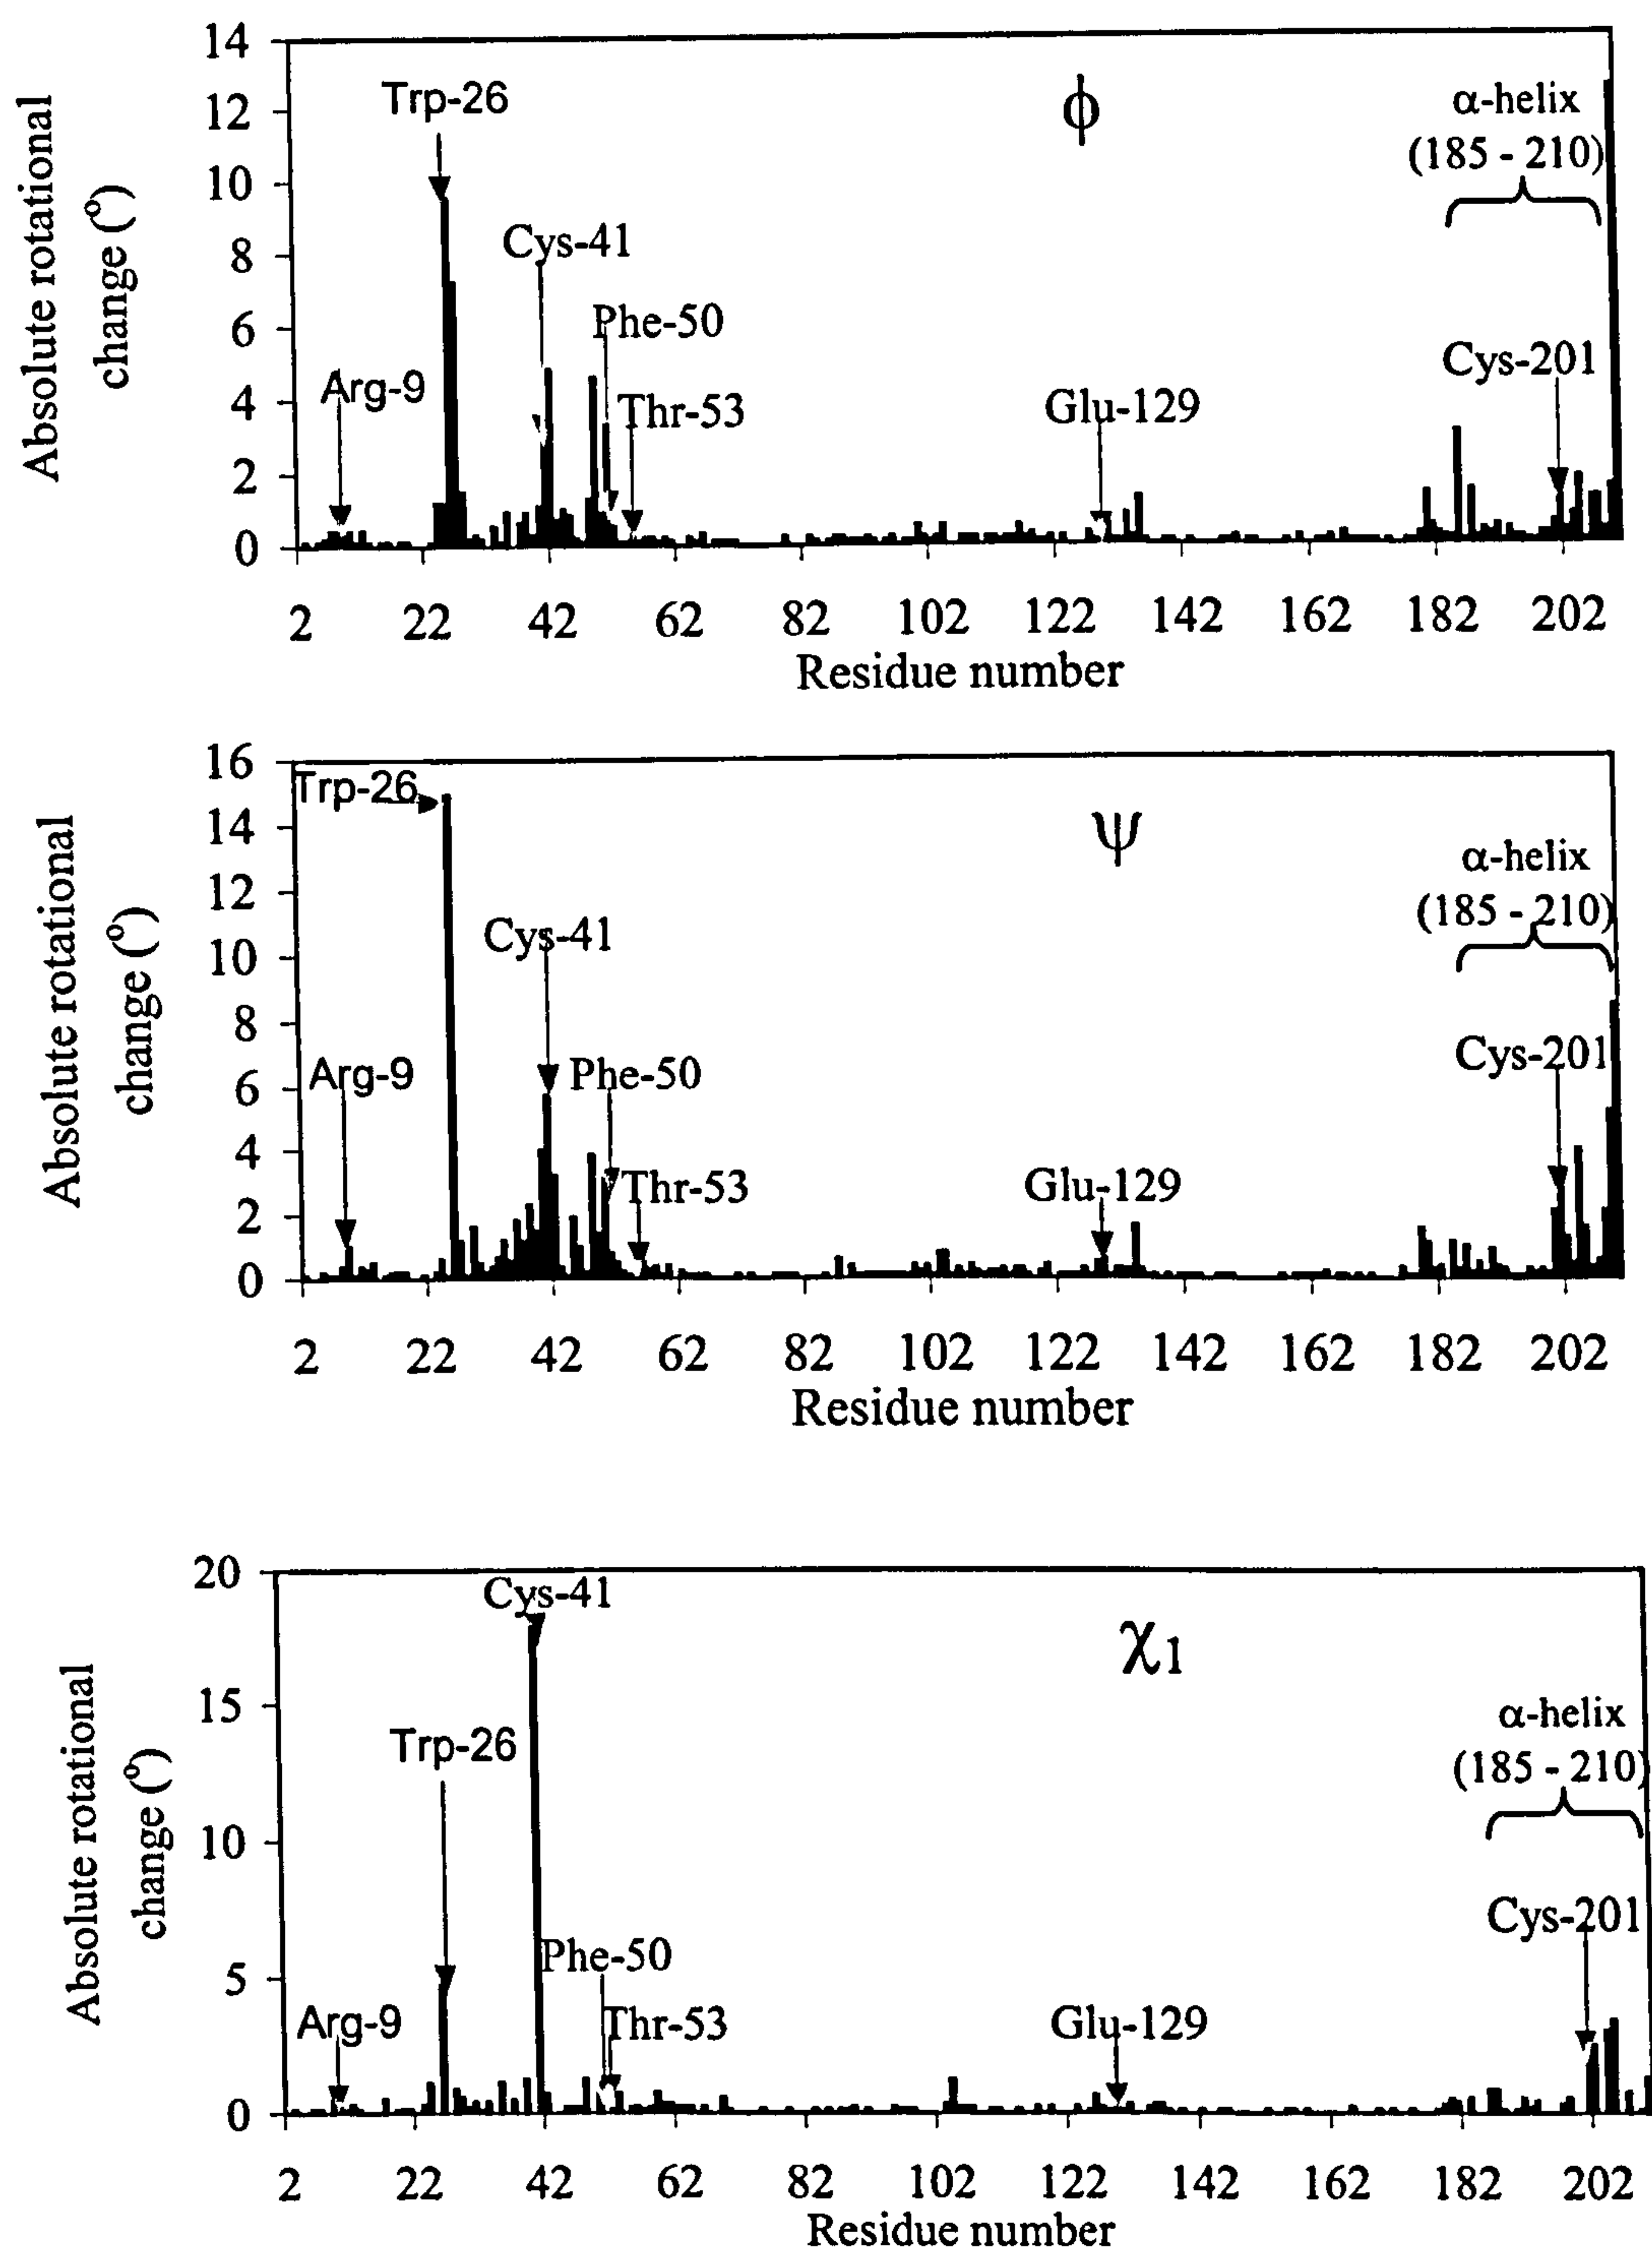 14
12
10
8
6
4
2
0
Absolute rotational
change (º)
Trp-26
Cys-41
Phe-50
Arg-9
Thr-53
Glu-129
Cys-201
ϕ
α-helix
(185 - 210)
2 22 42 62 82 102 122 142 162 182 202
Residue number
16
14
12
10
8
6
4
2
0
Absolute rotational
change (º)
Trp-26
Cys-41
Arg-9
Phe-50
Thr-53
Glu-129
Cys-201
ψ
α-helix
(185 - 210)
2 22 42 62 82 102 122 142 162 182 202
Residue number
20
15
10
5
0
Absolute rotational
change (º)
Cys-41
Trp-26
Phe-50
Arg-9
Thr-53
Glu-129
Cys-201
χ1
α-helix
(185 - 210)
2 22 42 62 82 102 122 142 162 182 202
Residue number